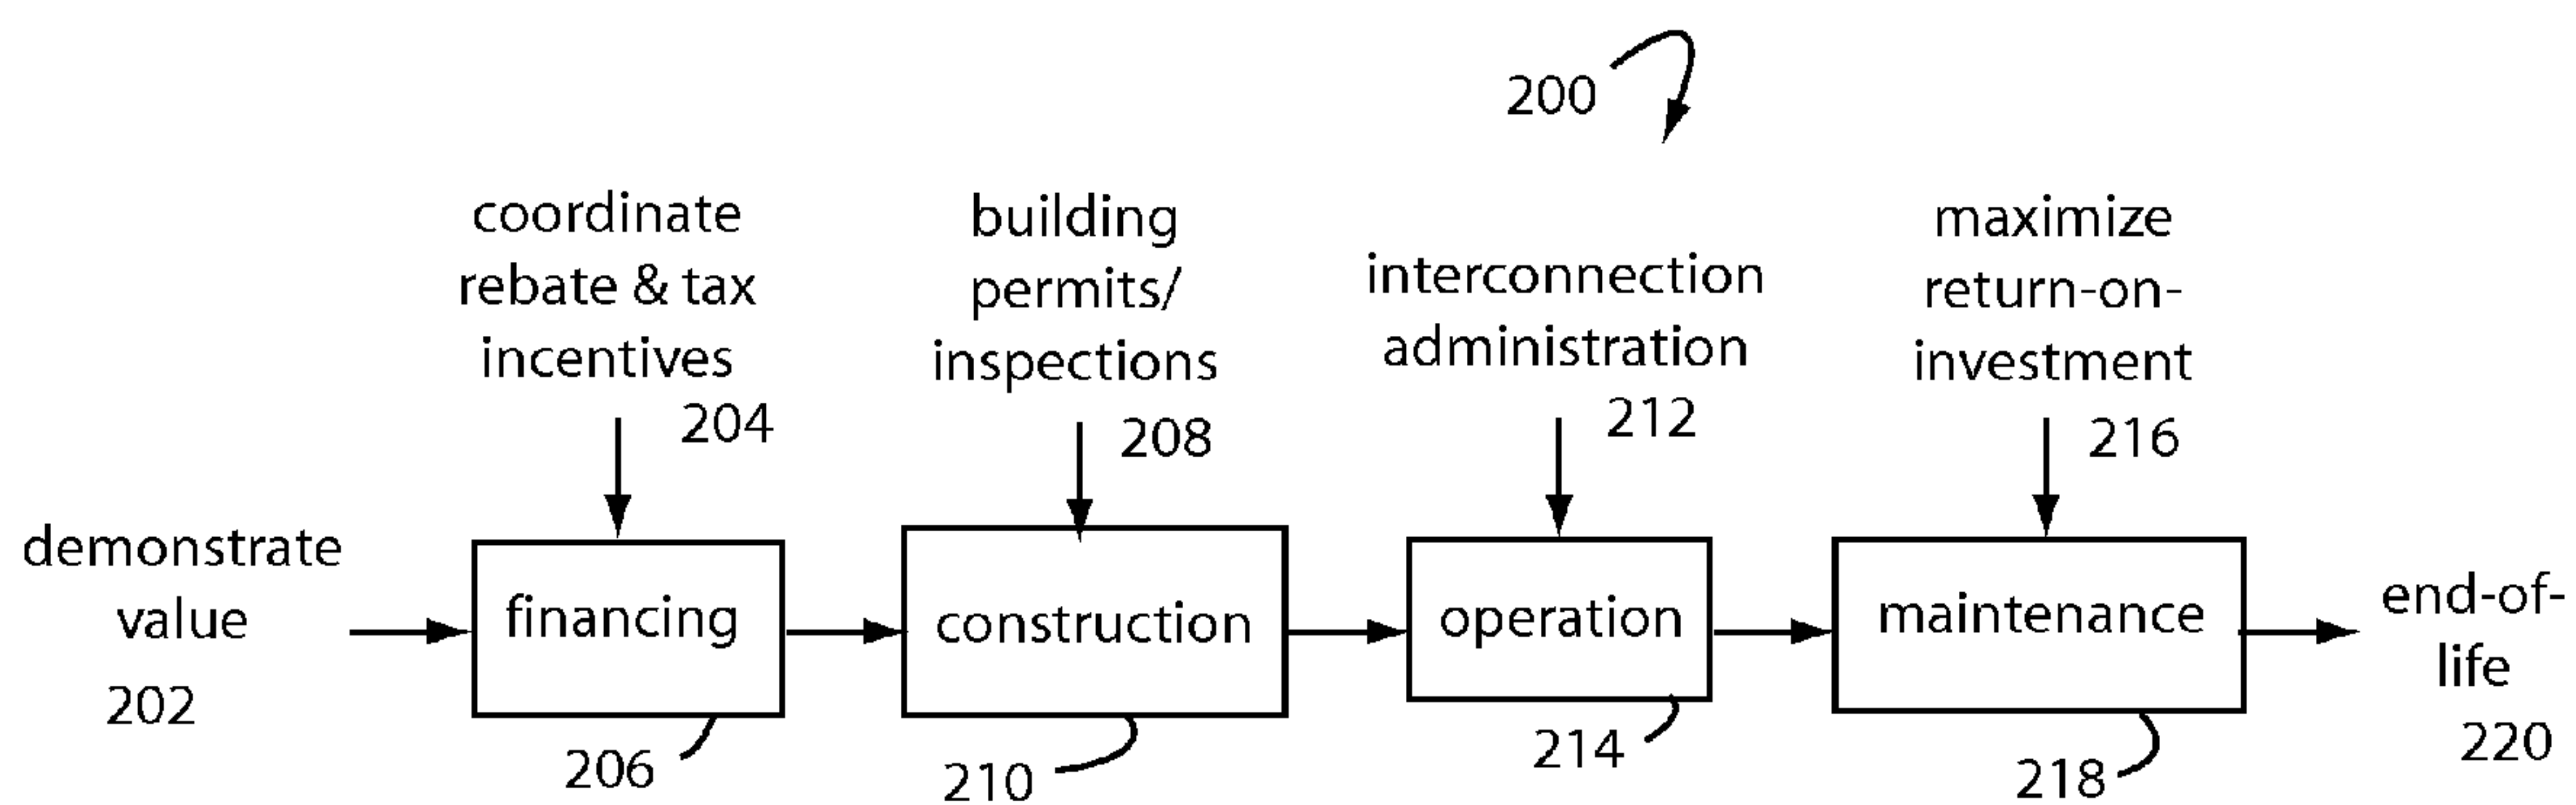 200
coordinate
rebate & tax
incentives
204
building
permits/
inspections
208
interconnection
administration
212
maximize
return-on-
investment
216
demonstrate
value
202
financing
206
construction
210
operation
214
maintenance
218
end-of-
life
220